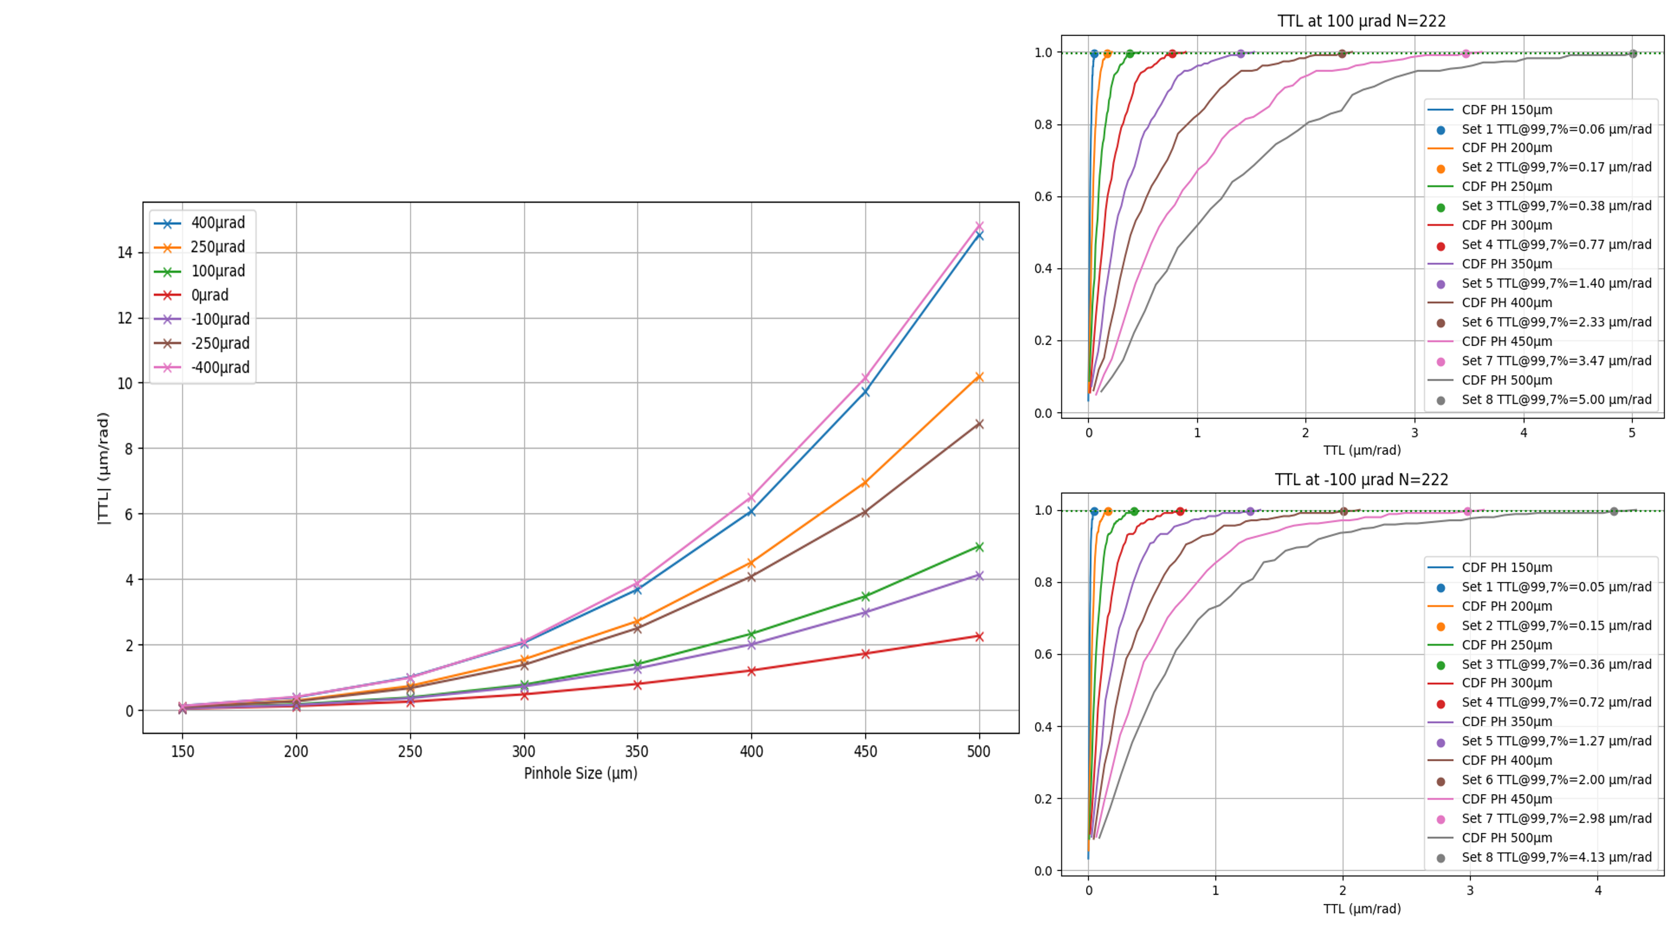 400μrad
250μrad
100μrad
0μrad
-100μrad
-250μrad
-400μrad
14
12
10
8
6
4
2
0
|TTL| (μm/rad)
150 200 250 300 350 400 450 500
Pinhole Size (μm)
TTL at 100 μrad N=222
1.0
0.8
0.6
0.4
0.2
0.0
CDF PH 150μm
Set 1 TTL@99,7%=0.06 μm/rad
CDF PH 200μm
Set 2 TTL@99,7%=0.17 μm/rad
CDF PH 250μm
Set 3 TTL@99,7%=0.38 μm/rad
CDF PH 300μm
Set 4 TTL@99,7%=0.77 μm/rad
CDF PH 350μm
Set 5 TTL@99,7%=1.40 μm/rad
CDF PH 400μm
Set 6 TTL@99,7%=2.33 μm/rad
CDF PH 450μm
Set 7 TTL@99,7%=3.47 μm/rad
CDF PH 500μm
Set 8 TTL@99,7%=5.00 μm/rad
0 1 2 3 4 5
TTL (μm/rad)
TTL at -100 μrad N=222
1.0
0.8
0.6
0.4
0.2
0.0
CDF PH 150μm
Set 1 TTL@99,7%=0.05 μm/rad
CDF PH 200μm
Set 2 TTL@99,7%=0.15 μm/rad
CDF PH 250μm
Set 3 TTL@99,7%=0.36 μm/rad
CDF PH 300μm
Set 4 TTL@99,7%=0.72 μm/rad
CDF PH 350μm
Set 5 TTL@99,7%=1.27 μm/rad
CDF PH 400μm
Set 6 TTL@99,7%=2.00 μm/rad
CDF PH 450μm
Set 7 TTL@99,7%=2.98 μm/rad
CDF PH 500μm
Set 8 TTL@99,7%=4.13 μm/rad
0 1 2 3 4
TTL (μm/rad)